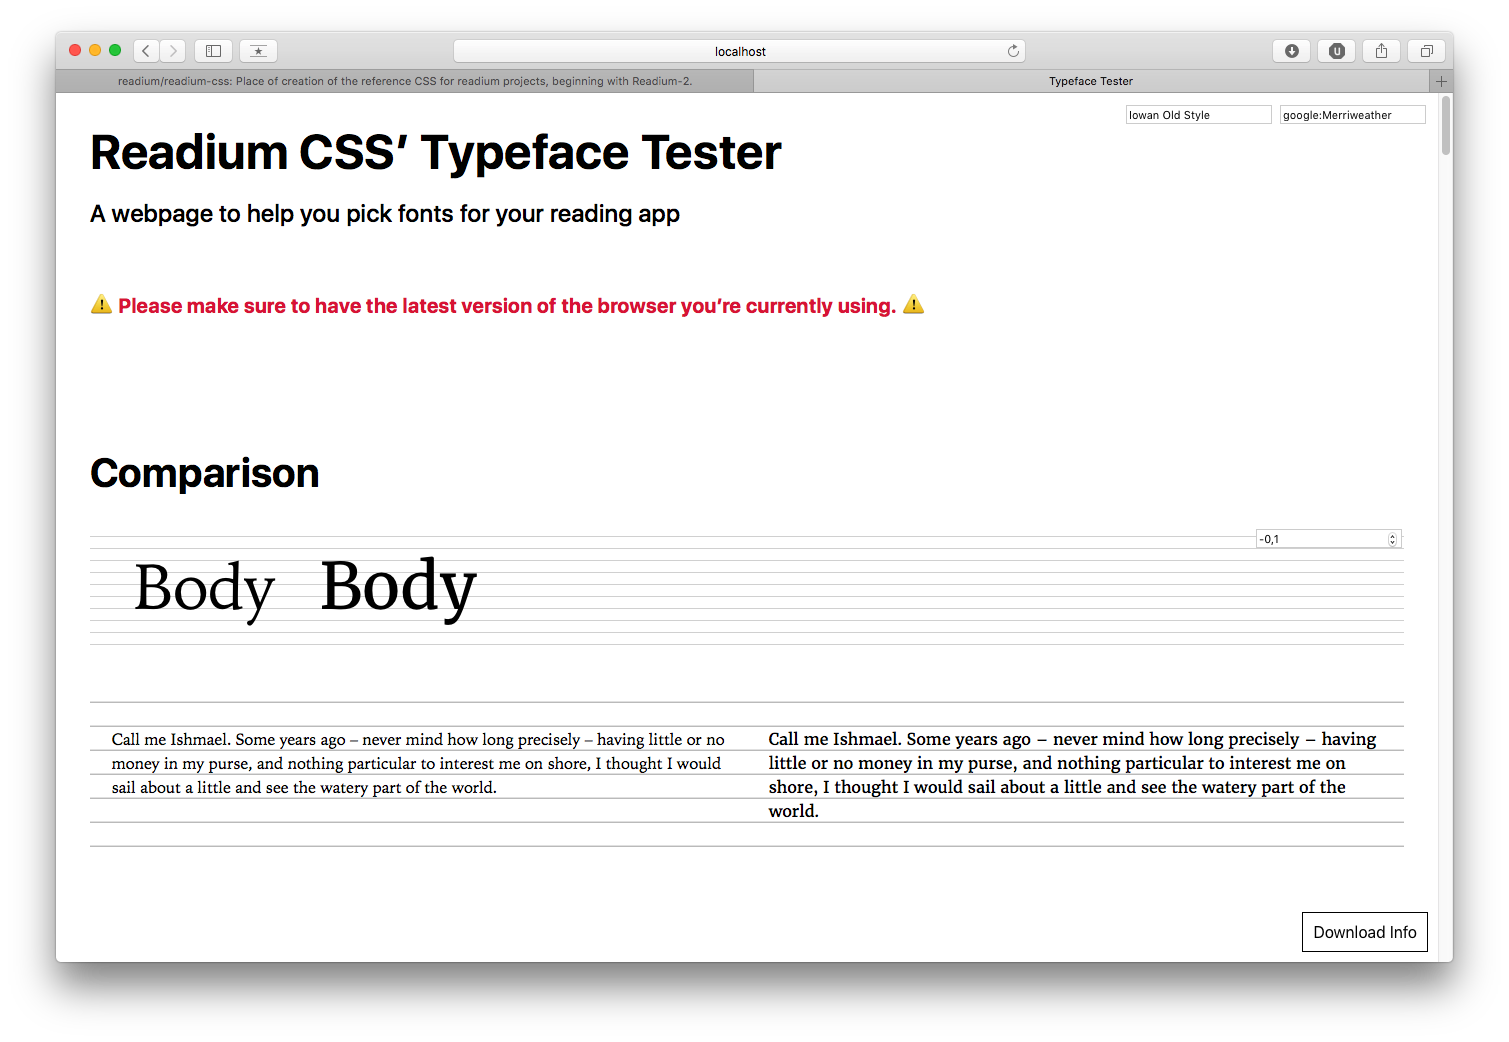 localhost
readium/readium-css: Place of creation of the reference CSS for readium projects, beginning with Readium-2.
Typeface Tester
Iowan Old Style
google:Merriweather
Readium CSS’ Typeface Tester
A webpage to help you pick fonts for your reading app
⚠️ Please make sure to have the latest version of the browser you’re currently using. ⚠️
Comparison
-0,1
Body Body
Call me Ishmael. Some years ago – never mind how long precisely – having little or no
money in my purse, and nothing particular to interest me on shore, I thought I would
sail about a little and see the watery part of the world.
Call me Ishmael. Some years ago – never mind how long precisely – having
little or no money in my purse, and nothing particular to interest me on
shore, I thought I would sail about a little and see the watery part of the
world.
Download Info